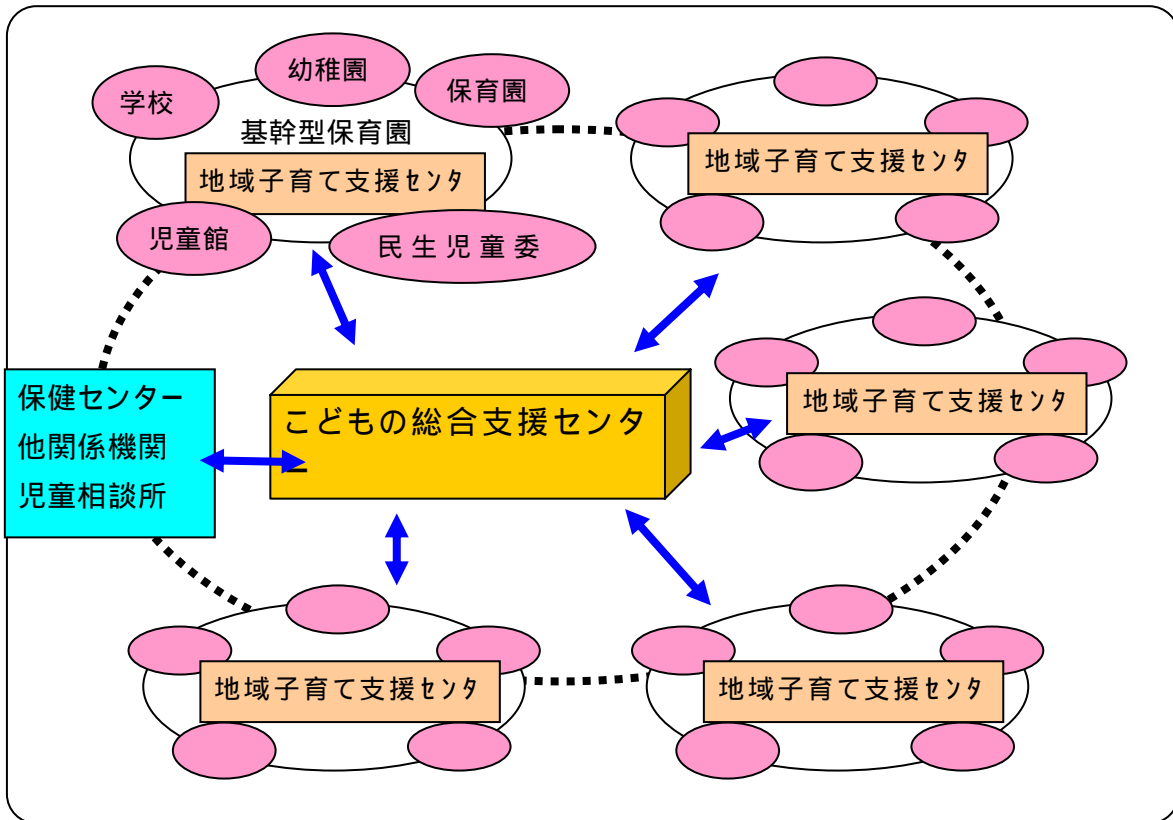 幼稚園
学校
保育園
基幹型保育園
地域子育て支援ｾﾝﾀ
児童館
民生児童委
地域子育て支援ｾﾝﾀ
地域子育て支援ｾﾝﾀ
保健センター
他関係機関
児童相談所
こどもの総合支援センタ
ー
地域子育て支援ｾﾝﾀ
地域子育て支援ｾﾝﾀ